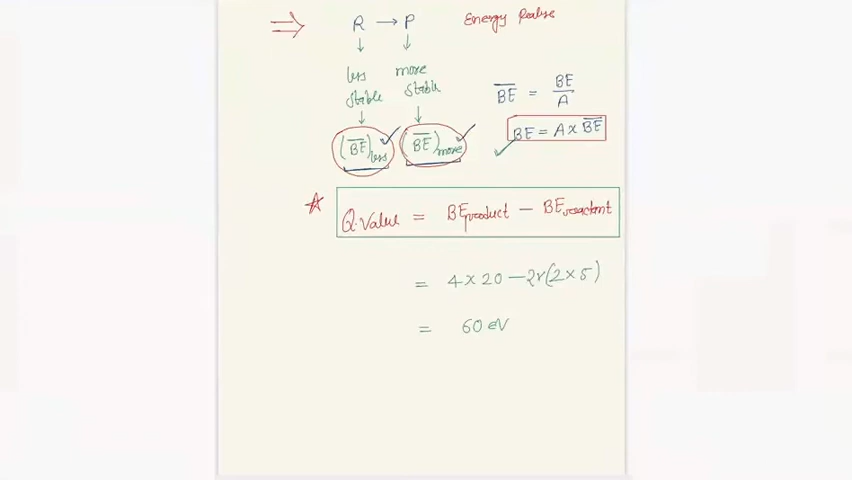 ⇒ R → P Energy Realse
↓ ↓
less stable more stable
↓ ↓
(B̅E̅)less (B̅E̅)more
B̅E̅ = BE/A
BE = A × B̅E̅
☆ Q.Value = BEproduct − BEreactant
= 4 × 20 − 2×(2 × 5)
= 60 eV